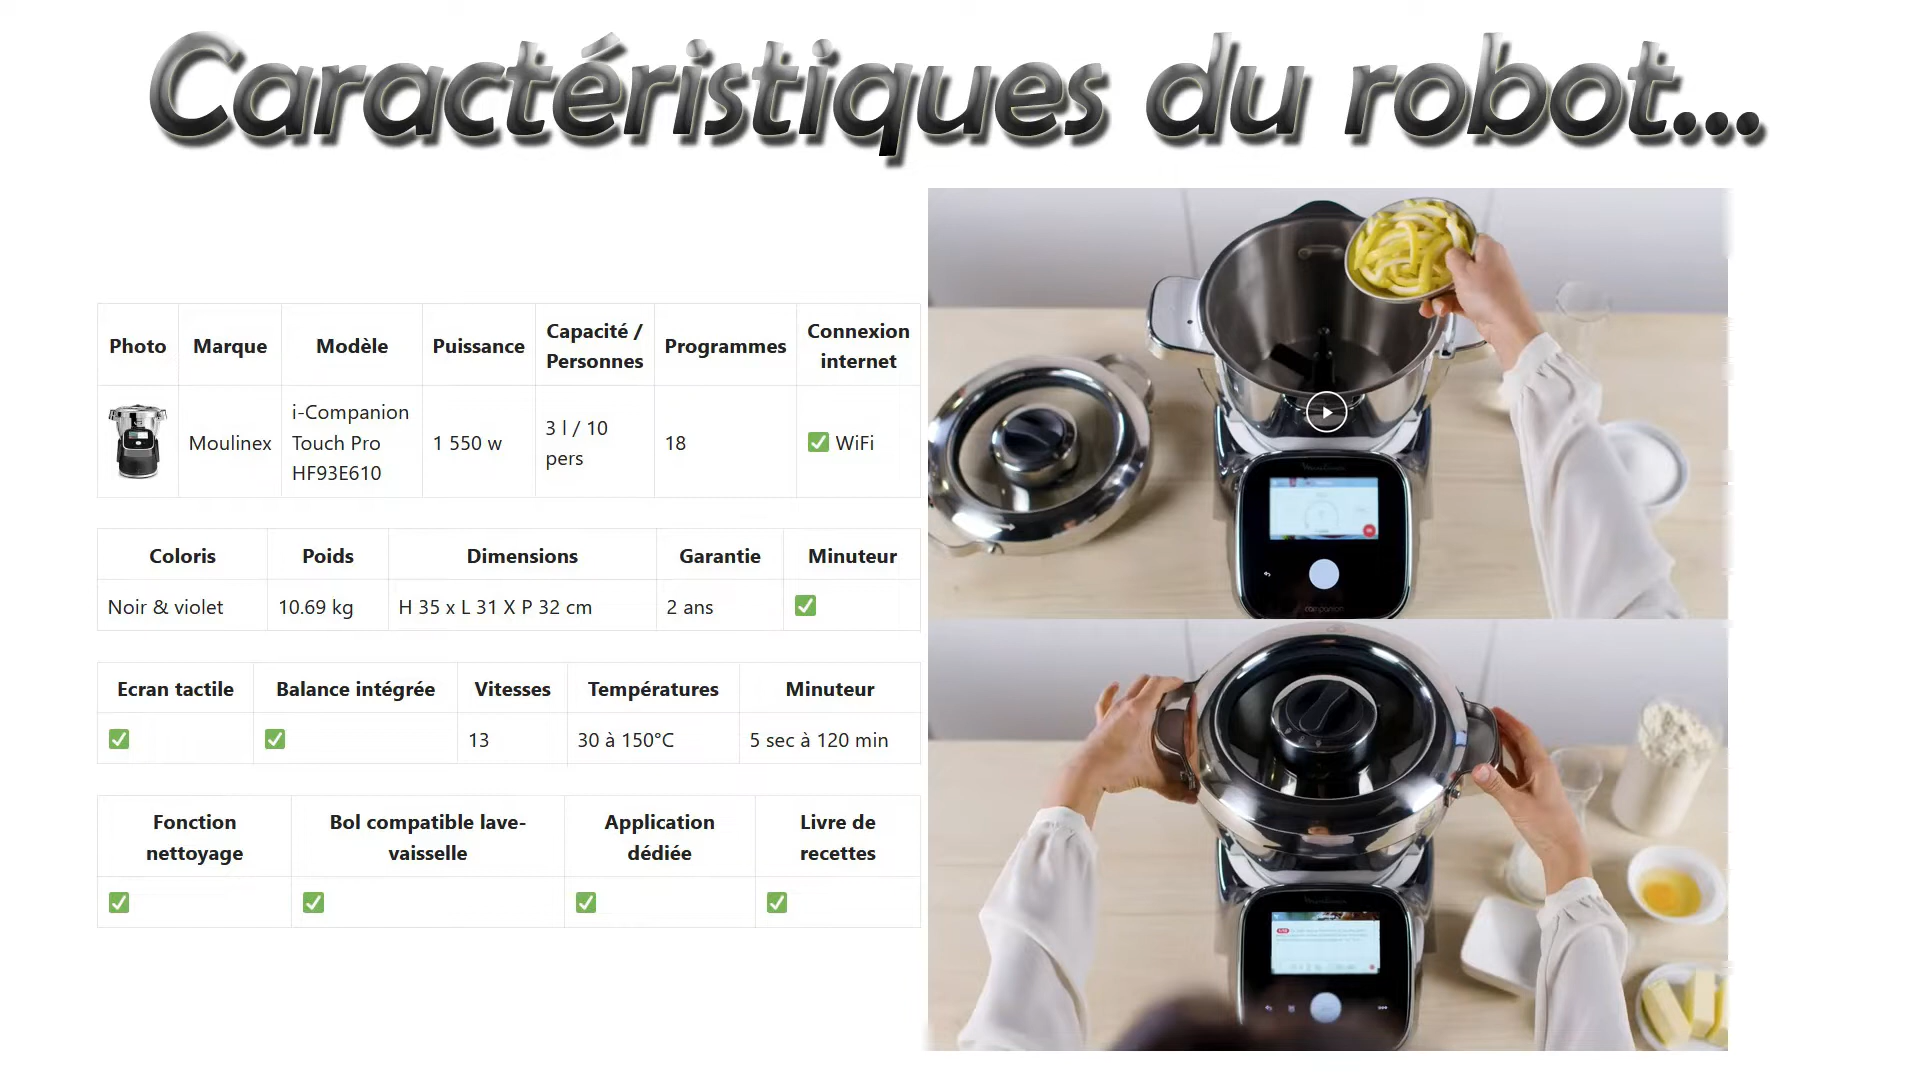 Caractéristiques du robot...
Photo Marque Modèle Puissance Capacité / Personnes Programmes Connexion internet
Moulinex i-Companion Touch Pro HF93E610 1 550 w 3 l / 10 pers 18 ✅ WiFi
Coloris Poids Dimensions Garantie Minuteur
Noir & violet 10.69 kg H 35 x L 31 X P 32 cm 2 ans ✅
Ecran tactile Balance intégrée Vitesses Températures Minuteur
✅ ✅ 13 30 à 150°C 5 sec à 120 min
Fonction nettoyage Bol compatible lave-vaisselle Application dédiée Livre de recettes
✅ ✅ ✅ ✅
Moulinex
companion
Moulinex